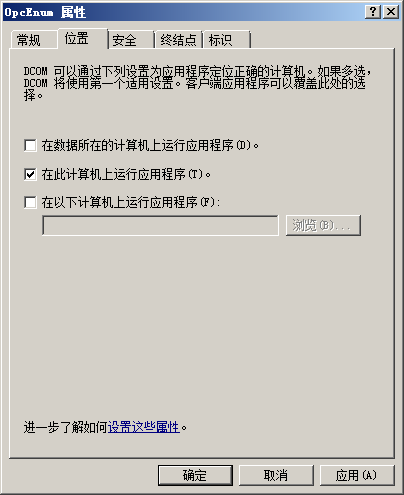 OpcEnum 属性
常规 位置 安全 终结点 标识
DCOM 可以通过下列设置为应用程序定位正确的计算机。如果多选，
DCOM 将使用第一个适用设置。客户端应用程序可以覆盖此处的选
择。
在数据所在的计算机上运行应用程序(D)。
在此计算机上运行应用程序(T)。
在以下计算机上运行应用程序(F):
浏览(B)...
进一步了解如何设置这些属性。
确定 取消 应用(A)